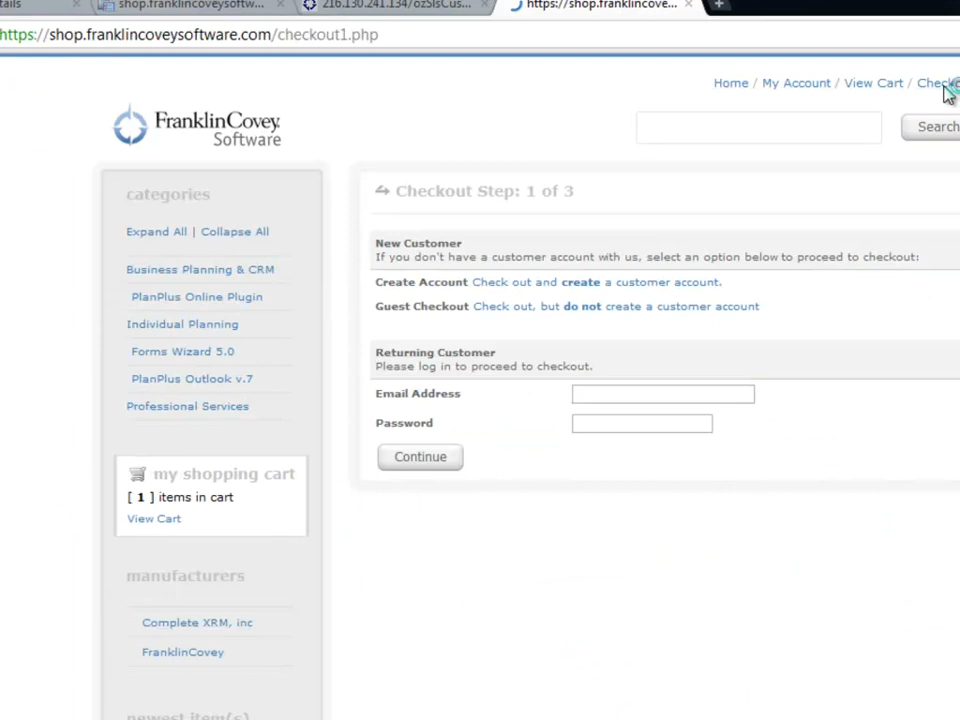 tails
shop.franklincoveysoftw...
216.130.241.134/ozSlsCus...
https://shop.franklincove...
https://shop.franklincoveysoftware.com/checkout1.php
Home / My Account / View Cart /
FranklinCovey
Software
Search
categories
Expand All | Collapse All
Business Planning & CRM
PlanPlus Online Plugin
Individual Planning
Forms Wizard 5.0
PlanPlus Outlook v.7
Professional Services
my shopping cart
[ 1 ] items in cart
View Cart
manufacturers
Complete XRM, inc
FranklinCovey
newest item(s)
Checkout Step: 1 of 3
New Customer
If you don't have a customer account with us, select an option below to proceed to checkout:
Create Account Check out and create a customer account.
Guest Checkout Check out, but do not create a customer account
Returning Customer
Please log in to proceed to checkout.
Email Address
Password
Continue